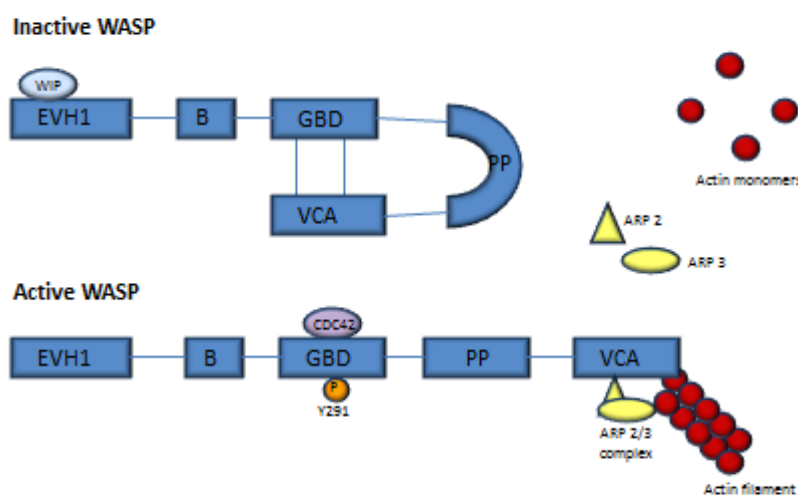 Inactive WASP
WIP
EVH1
B
GBD
PP
VCA
Actin monomers
ARP 2
ARP 3
Active WASP
CDC42
EVH1
B
GBD
PP
VCA
P
Y291
ARP 2/3
complex
Actin filament